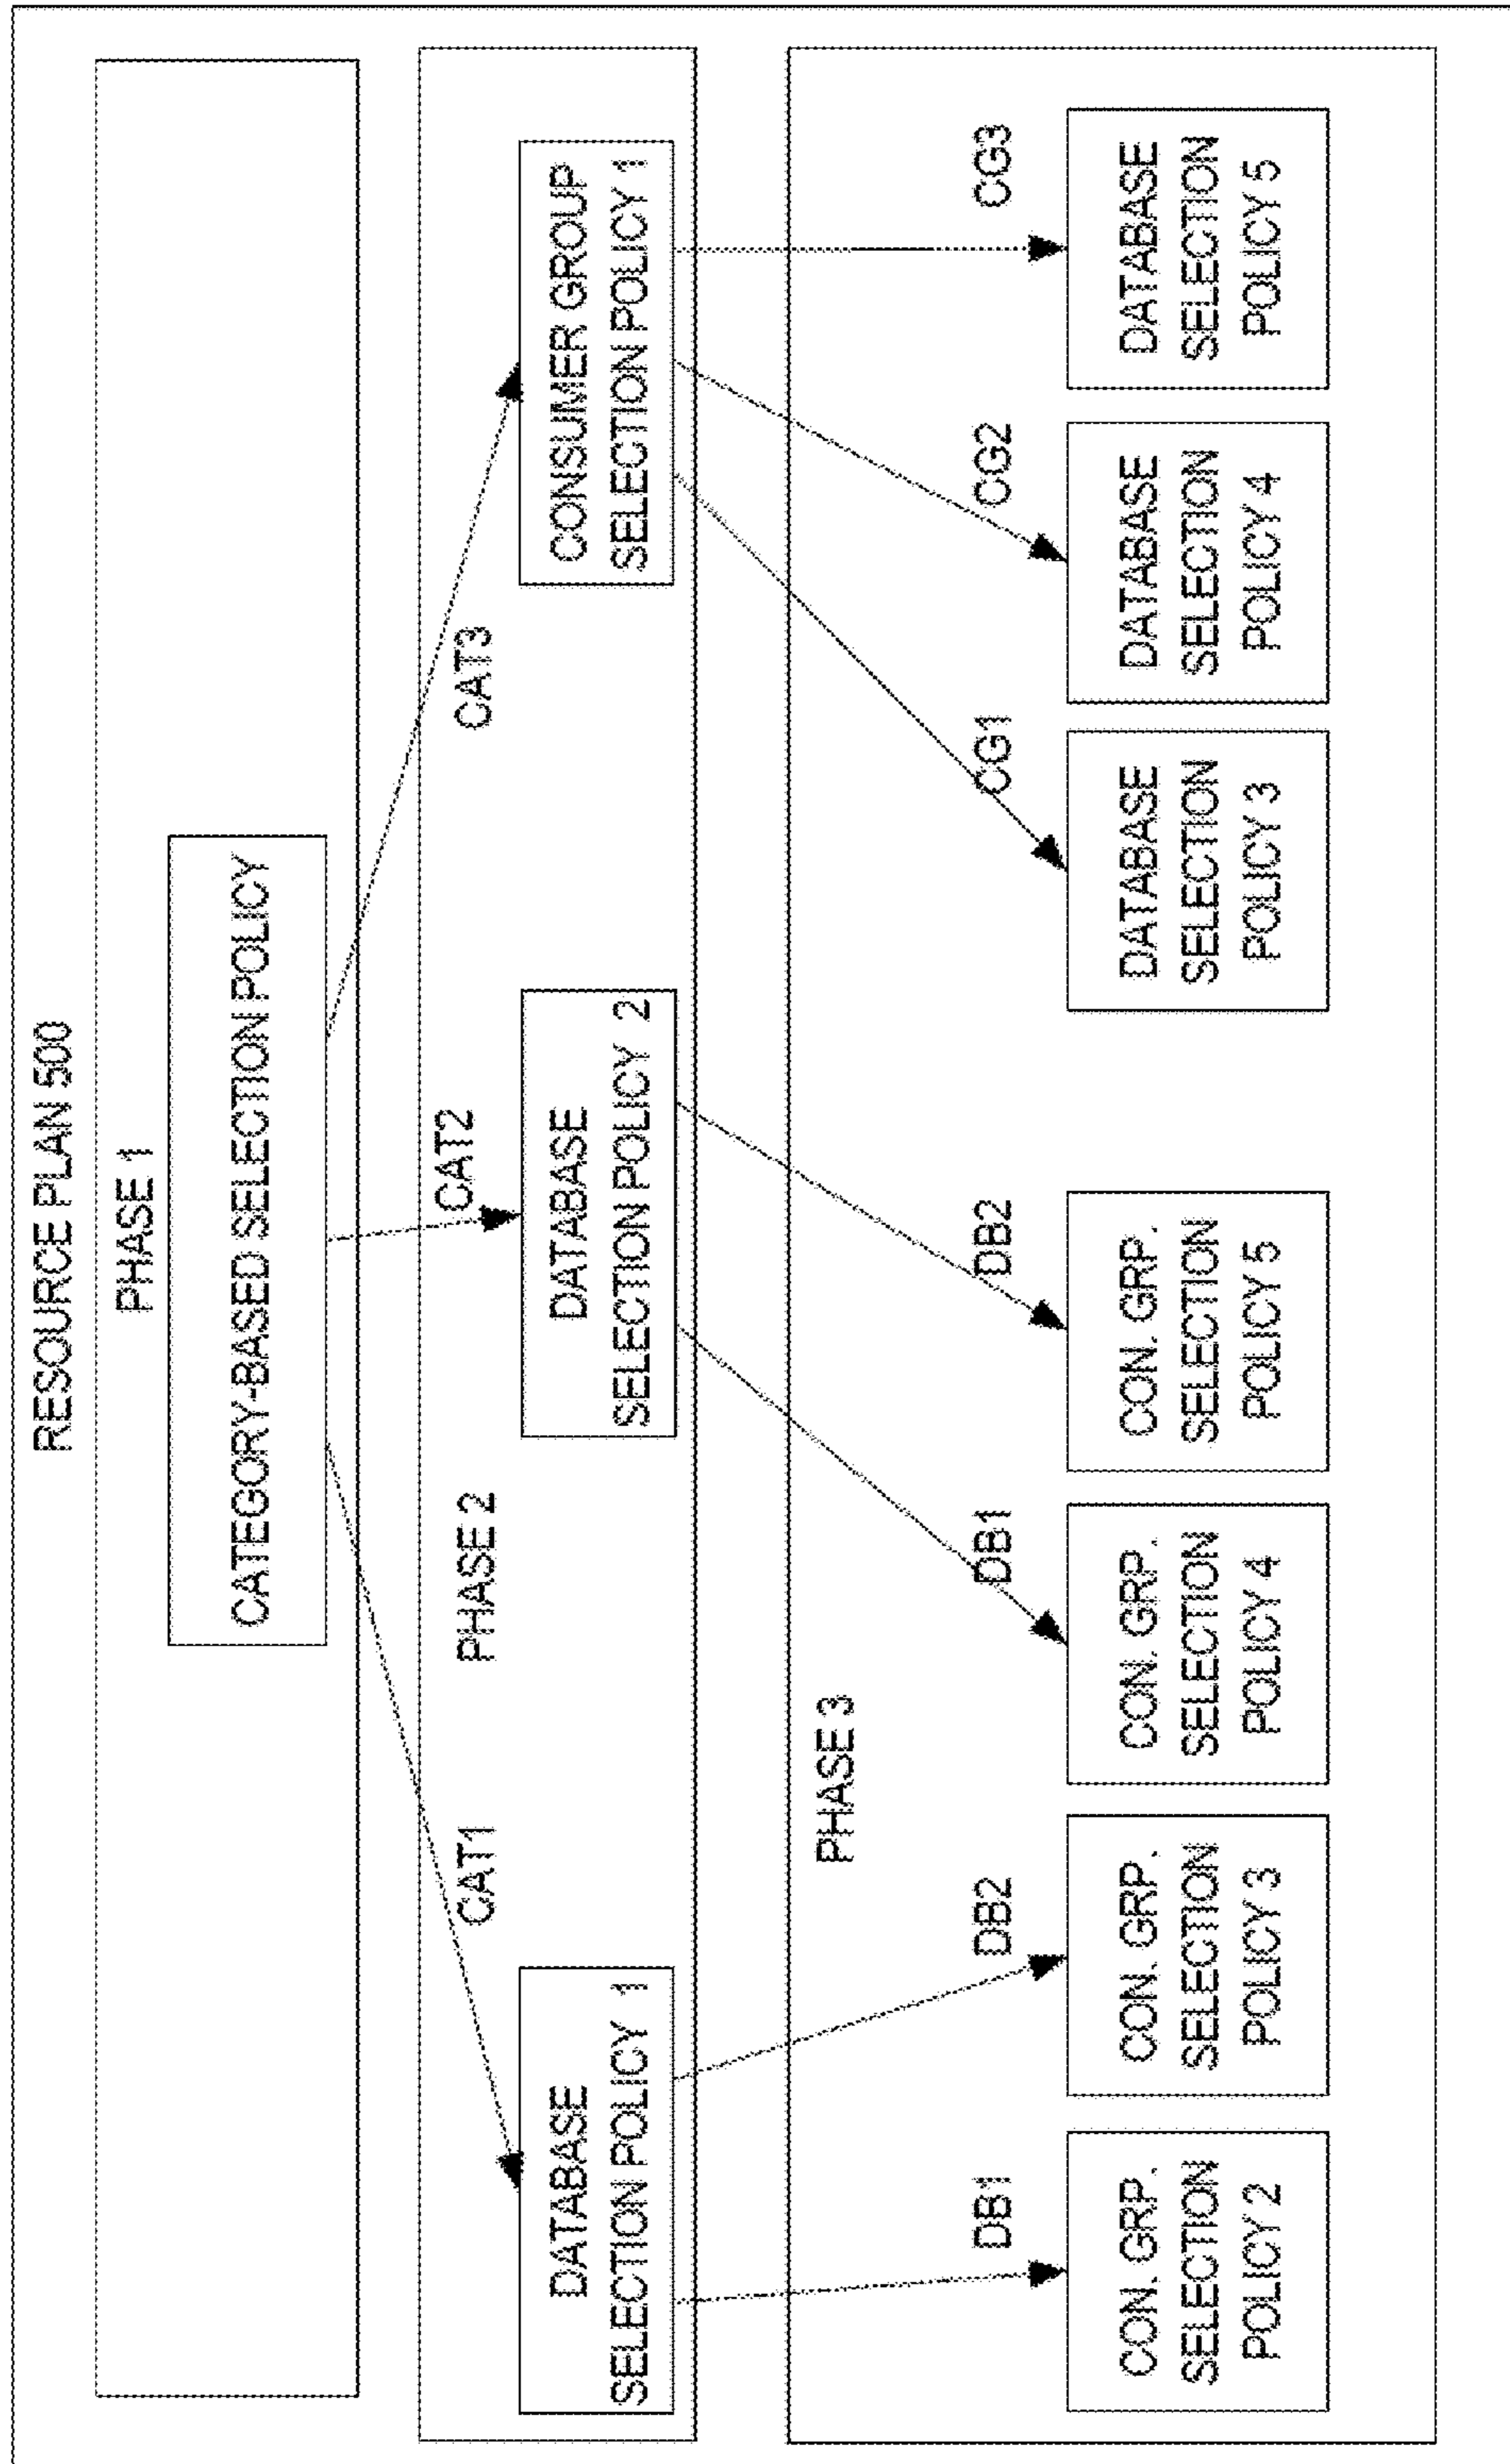 RESOURCE PLAN 500
PHASE 1
CATEGORY-BASED SELECTION POLICY
CAT1
PHASE 2
CAT2
CAT3
DATABASE
SELECTION POLICY 1
DATABASE
SELECTION POLICY 2
CONSUMER GROUP
SELECTION POLICY 1
PHASE 3
DB1
DB2
DB1
DB2
CG1
CG2
CG3
CON. GRP.
SELECTION
POLICY 2
CON. GRP.
SELECTION
POLICY 3
CON. GRP.
SELECTION
POLICY 4
CON. GRP.
SELECTION
POLICY 5
DATABASE
SELECTION
POLICY 3
DATABASE
SELECTION
POLICY 4
DATABASE
SELECTION
POLICY 5